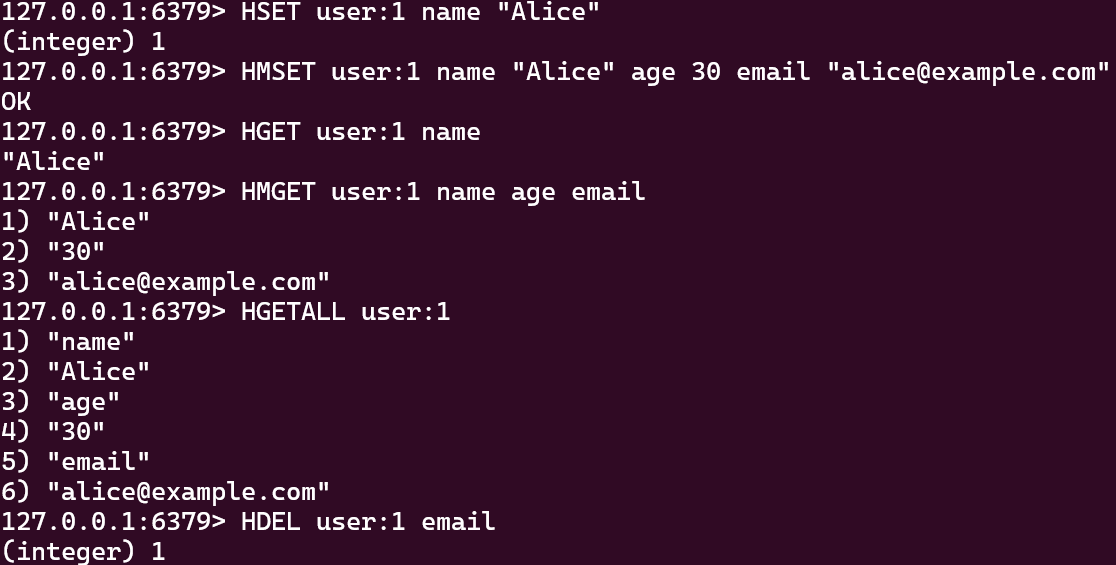 127.0.0.1:6379> HSET user:1 name "Alice"
(integer) 1
127.0.0.1:6379> HMSET user:1 name "Alice" age 30 email "alice@example.com"
OK
127.0.0.1:6379> HGET user:1 name
"Alice"
127.0.0.1:6379> HMGET user:1 name age email
1) "Alice"
2) "30"
3) "alice@example.com"
127.0.0.1:6379> HGETALL user:1
1) "name"
2) "Alice"
3) "age"
4) "30"
5) "email"
6) "alice@example.com"
127.0.0.1:6379> HDEL user:1 email
(integer) 1